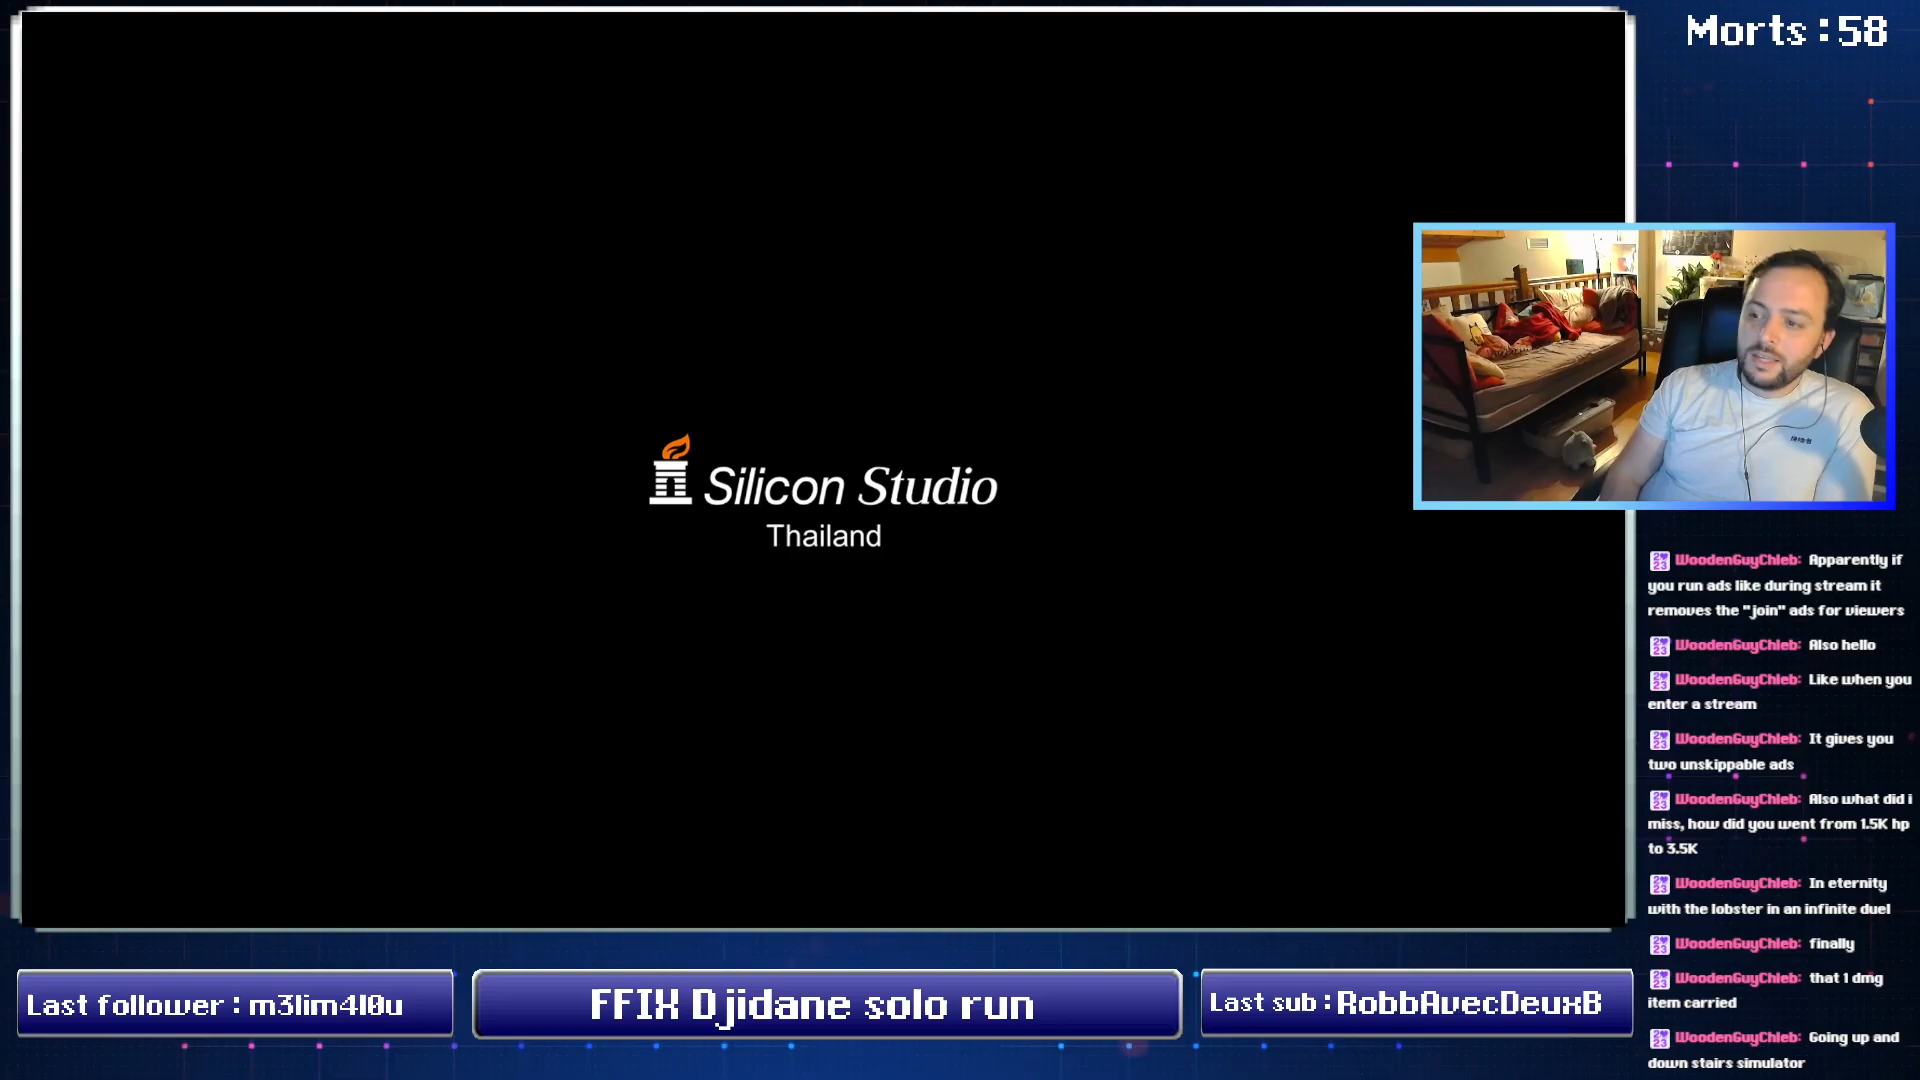 Morts : 58
Silicon Studio
Thailand
WoodenGuyChleb: Apparently if
you run ads like during stream it
removes the "join" ads for viewers
WoodenGuyChleb: Also hello
WoodenGuyChleb: Like when you
enter a stream
WoodenGuyChleb: It gives you
two unskippable ads
WoodenGuyChleb: Also what did i
miss, how did you went from 1.5K hp
to 3.5K
WoodenGuyChleb: In eternity
with the lobster in an infinite duel
WoodenGuyChleb: finally
WoodenGuyChleb: that 1 dmg
item carried
WoodenGuyChleb: Going up and
down stairs simulator
Last follower : m3lim4l0u
FFIX Djidane solo run
Last sub : RobbAvecDeuxB